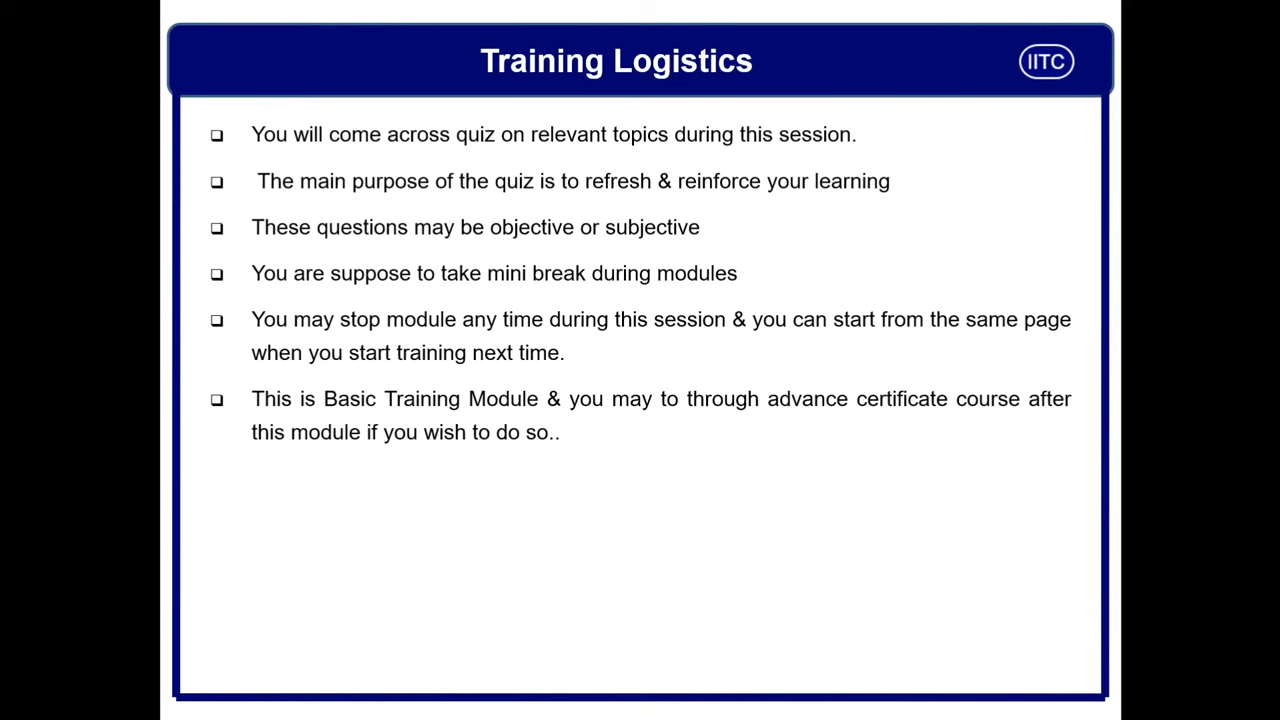 Training Logistics
IITC
You will come across quiz on relevant topics during this session.
The main purpose of the quiz is to refresh & reinforce your learning
These questions may be objective or subjective
You are suppose to take mini break during modules
You may stop module any time during this session & you can start from the same page
when you start training next time.
This is Basic Training Module & you may to through advance certificate course after
this module if you wish to do so..